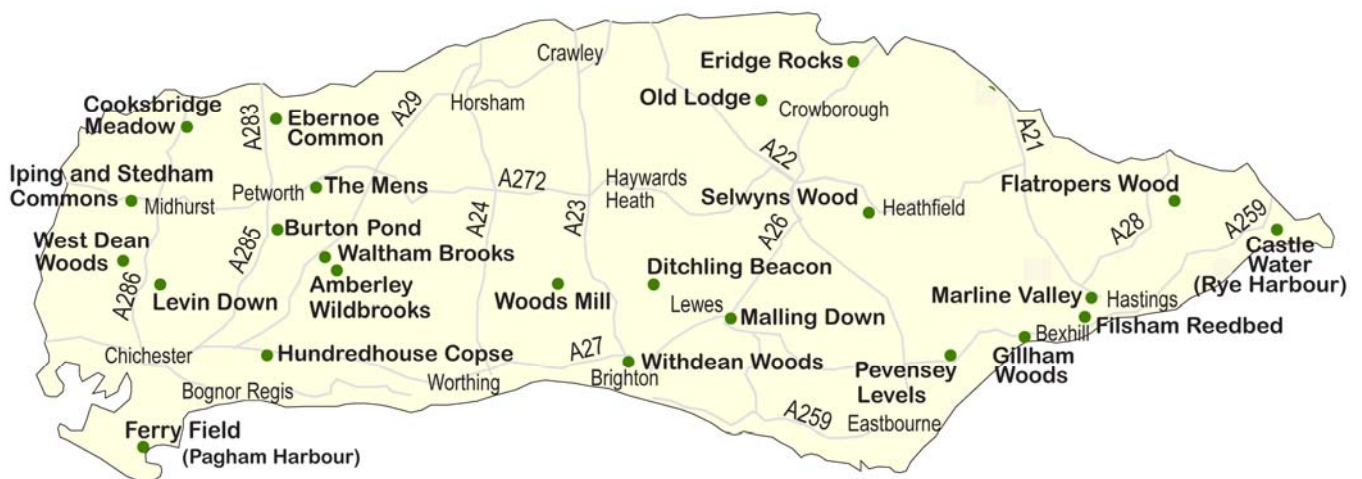 Crawley
Eridge Rocks
Old Lodge
Crowborough
Horsham
A29
Cooksbridge
Meadow
A283
Ebernoe
Common
A21
A22
Iping and Stedham
Commons
Midhurst
Petworth
The Mens
A272
Haywards
Heath
Selwyns Wood
Heathfield
Flatropers Wood
A24
A23
A26
A28
A259
West Dean
Woods
A285
Burton Pond
Waltham Brooks
Amberley
Wildbrooks
A286
Levin Down
Woods Mill
Ditchling Beacon
Lewes
Malling Down
Castle
Water
(Rye Harbour)
Marline Valley
Hastings
Filsham Reedbed
Bexhill
Gillham
Woods
Chichester
Hundredhouse Copse
A27
Withdean Woods
Brighton
Worthing
Bognor Regis
Pevensey
Levels
A259
Eastbourne
Ferry Field
(Pagham Harbour)